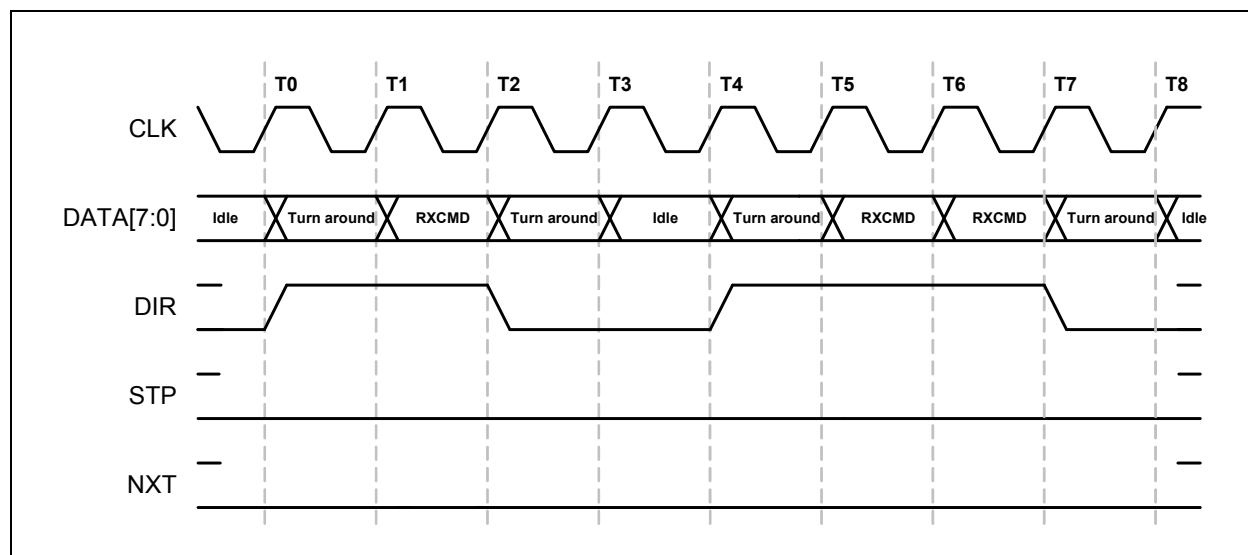 T0 T1 T2 T3 T4 T5 T6 T7 T8
CLK
DATA[7:0] Idle Turn around RXCMD Turn around Idle Turn around RXCMD RXCMD Turn around Idle
DIR
STP
NXT